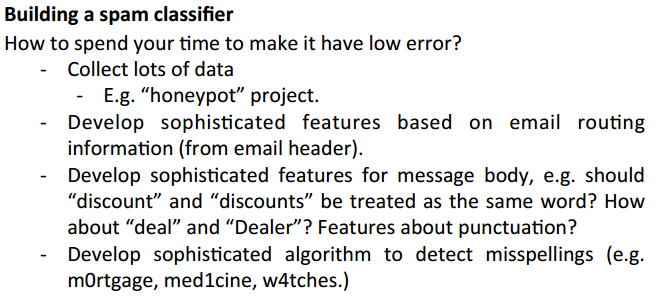 Building a spam classifier
How to spend your time to make it have low error?
- Collect lots of data
- E.g. “honeypot” project.
- Develop sophisticated features based on email routing
information (from email header).
- Develop sophisticated features for message body, e.g. should
“discount” and “discounts” be treated as the same word? How
about “deal” and “Dealer”? Features about punctuation?
- Develop sophisticated algorithm to detect misspellings (e.g.
m0rtgage, med1cine, w4tches.)